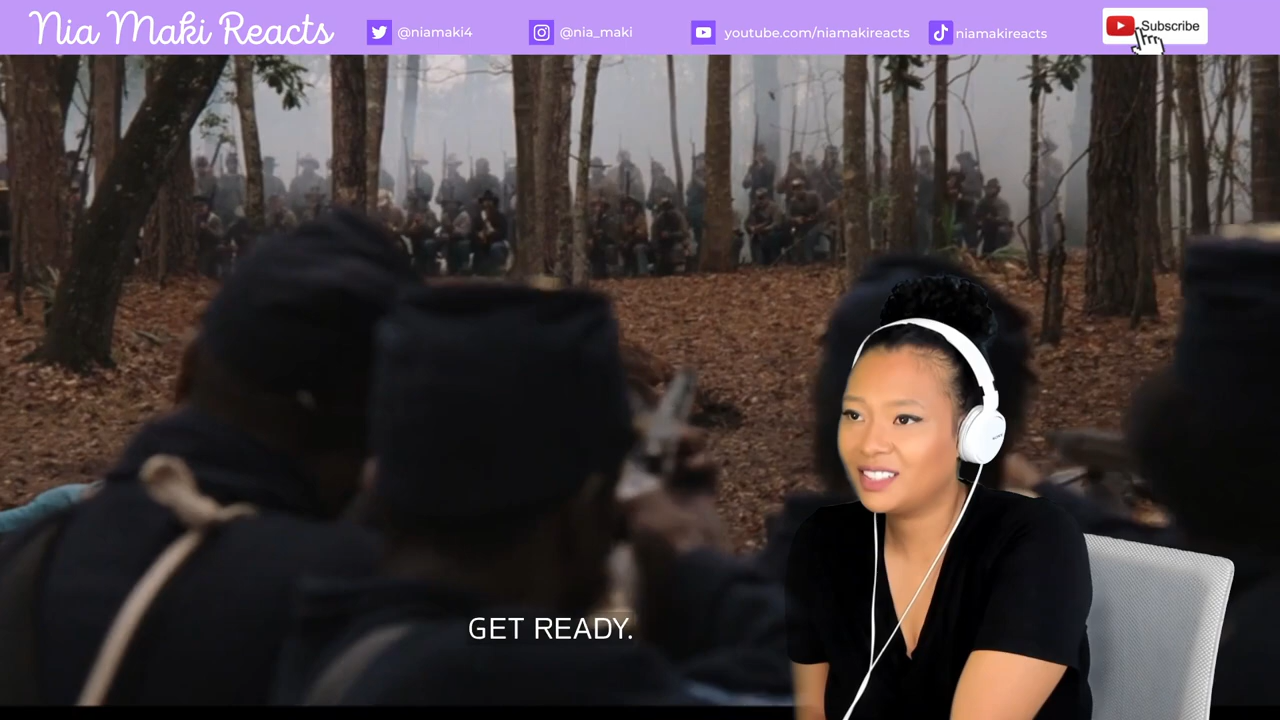 Nia Maki Reacts
@niamaki4
@nia_maki
youtube.com/niamakireacts
niamakireacts
Subscribe
GET READY.